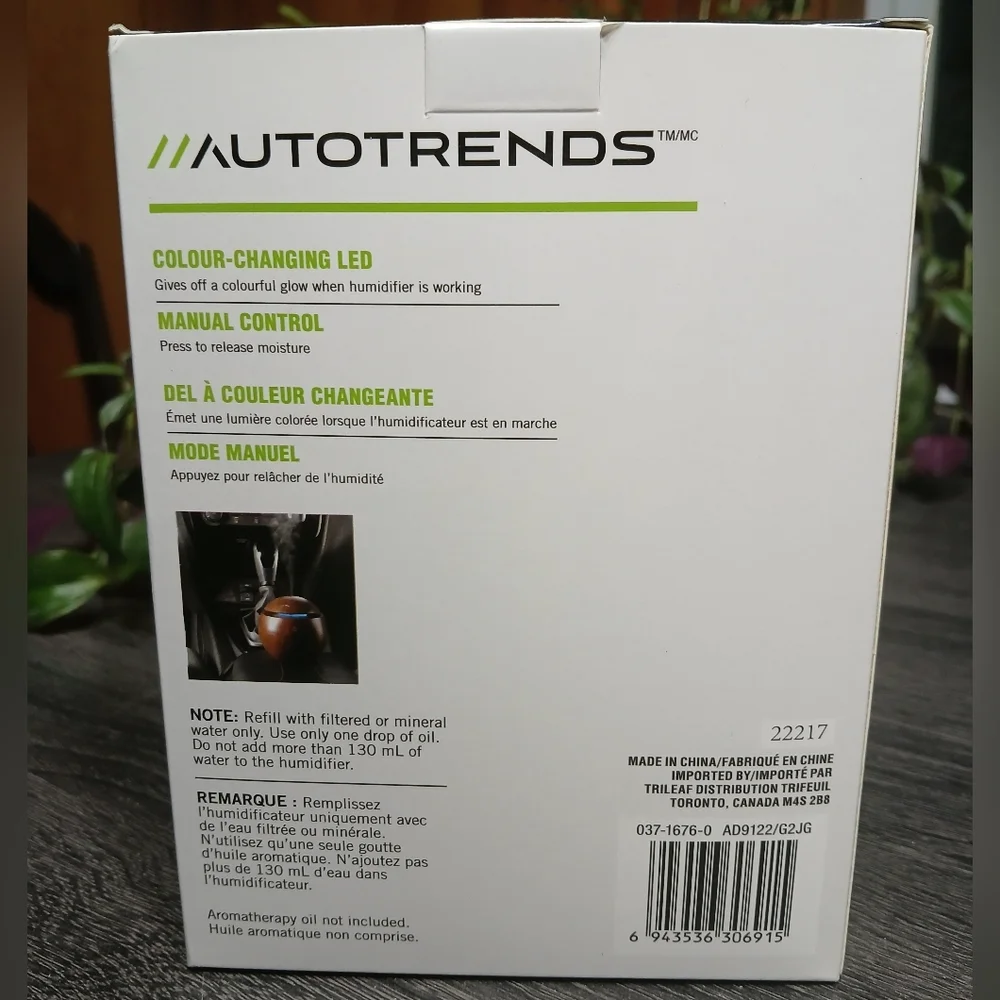 //AUTOTRENDS TM/MC
COLOUR-CHANGING LED
Gives off a colourful glow when humidifier is working
MANUAL CONTROL
Press to release moisture
DEL À COULEUR CHANGEANTE
Émet une lumière colorée lorsque l'humidificateur est en marche
MODE MANUEL
Appuyez pour relâcher de l'humidité
NOTE: Refill with filtered or mineral
water only. Use only one drop of oil.
Do not add more than 130 mL of
water to the humidifier.
REMARQUE : Remplissez
l'humidificateur uniquement avec
de l'eau filtrée ou minérale.
N'utilisez qu'une seule goutte
d'huile aromatique. N'ajoutez pas
plus de 130 mL d'eau dans
l'humidificateur.
Aromatherapy oil not included.
Huile aromatique non comprise.
22217
MADE IN CHINA/FABRIQUÉ EN CHINE
IMPORTED BY/IMPORTÉ PAR
TRILEAF DISTRIBUTION TRIFEUIL
TORONTO, CANADA M4S 2B8
037-1676-0 AD9122/G2JG
6 943536 306915